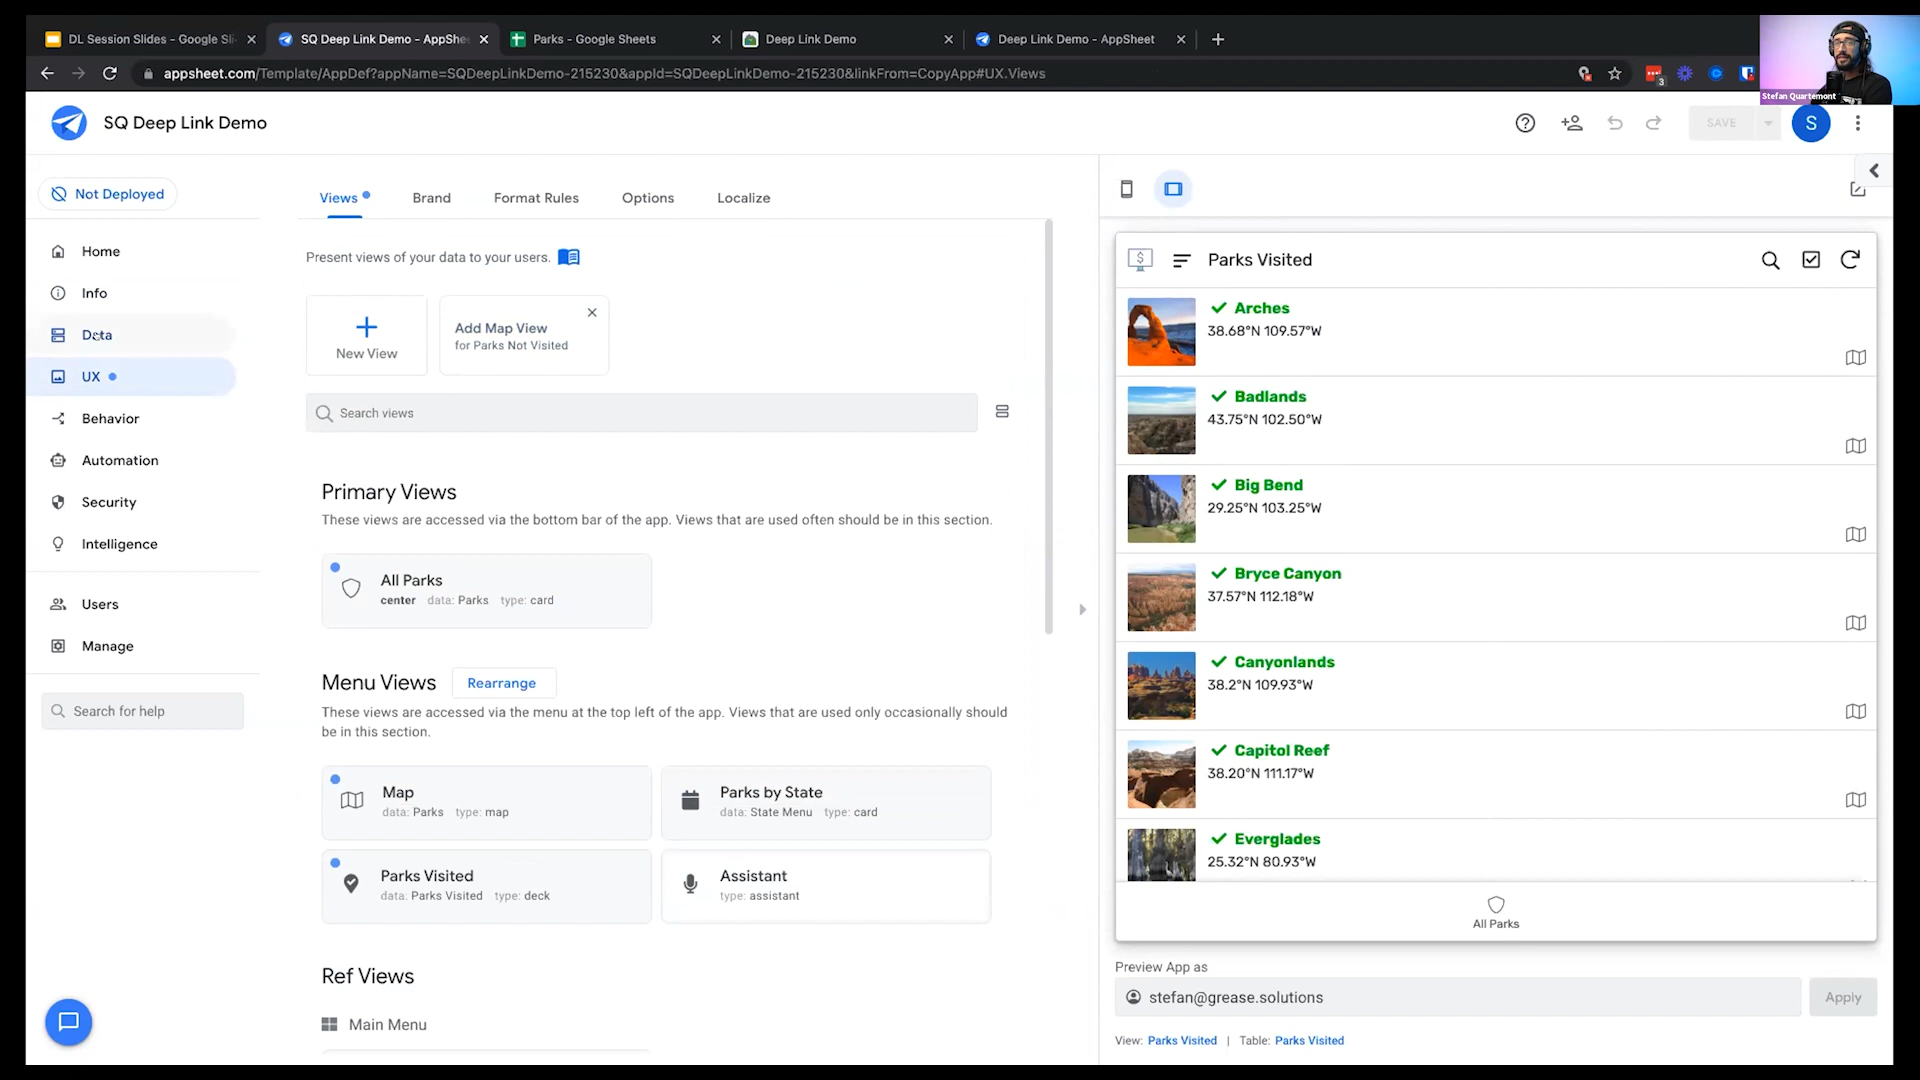 DL Session Slides - Google Sli
SQ Deep Link Demo - AppShe
Parks - Google Sheets
Deep Link Demo
Deep Link Demo - AppSheet
appsheet.com/Template/AppDef?appName=SQDeepLinkDemo-215230&appId=SQDeepLinkDemo-215230&linkFrom=CopyApp#UX.Views
3
Stefan Quartemont
SQ Deep Link Demo
SAVE
S
Not Deployed
Home
Info
Data
UX
Behavior
Automation
Security
Intelligence
Users
Manage
Search for help
Views
Brand
Format Rules
Options
Localize
Present views of your data to your users.
New View
Add Map View
for Parks Not Visited
Search views
Primary Views
These views are accessed via the bottom bar of the app. Views that are used often should be in this section.
All Parks
center data: Parks type: card
Menu Views
Rearrange
These views are accessed via the menu at the top left of the app. Views that are used only occasionally should
be in this section.
Map
data: Parks type: map
Parks by State
data: State Menu type: card
Parks Visited
data: Parks Visited type: deck
Assistant
type: assistant
Ref Views
Main Menu
Parks Visited
Arches
38.68°N 109.57°W
Badlands
43.75°N 102.50°W
Big Bend
29.25°N 103.25°W
Bryce Canyon
37.57°N 112.18°W
Canyonlands
38.2°N 109.93°W
Capitol Reef
38.20°N 111.17°W
Everglades
25.32°N 80.93°W
All Parks
Preview App as
stefan@grease.solutions
Apply
View: Parks Visited | Table: Parks Visited